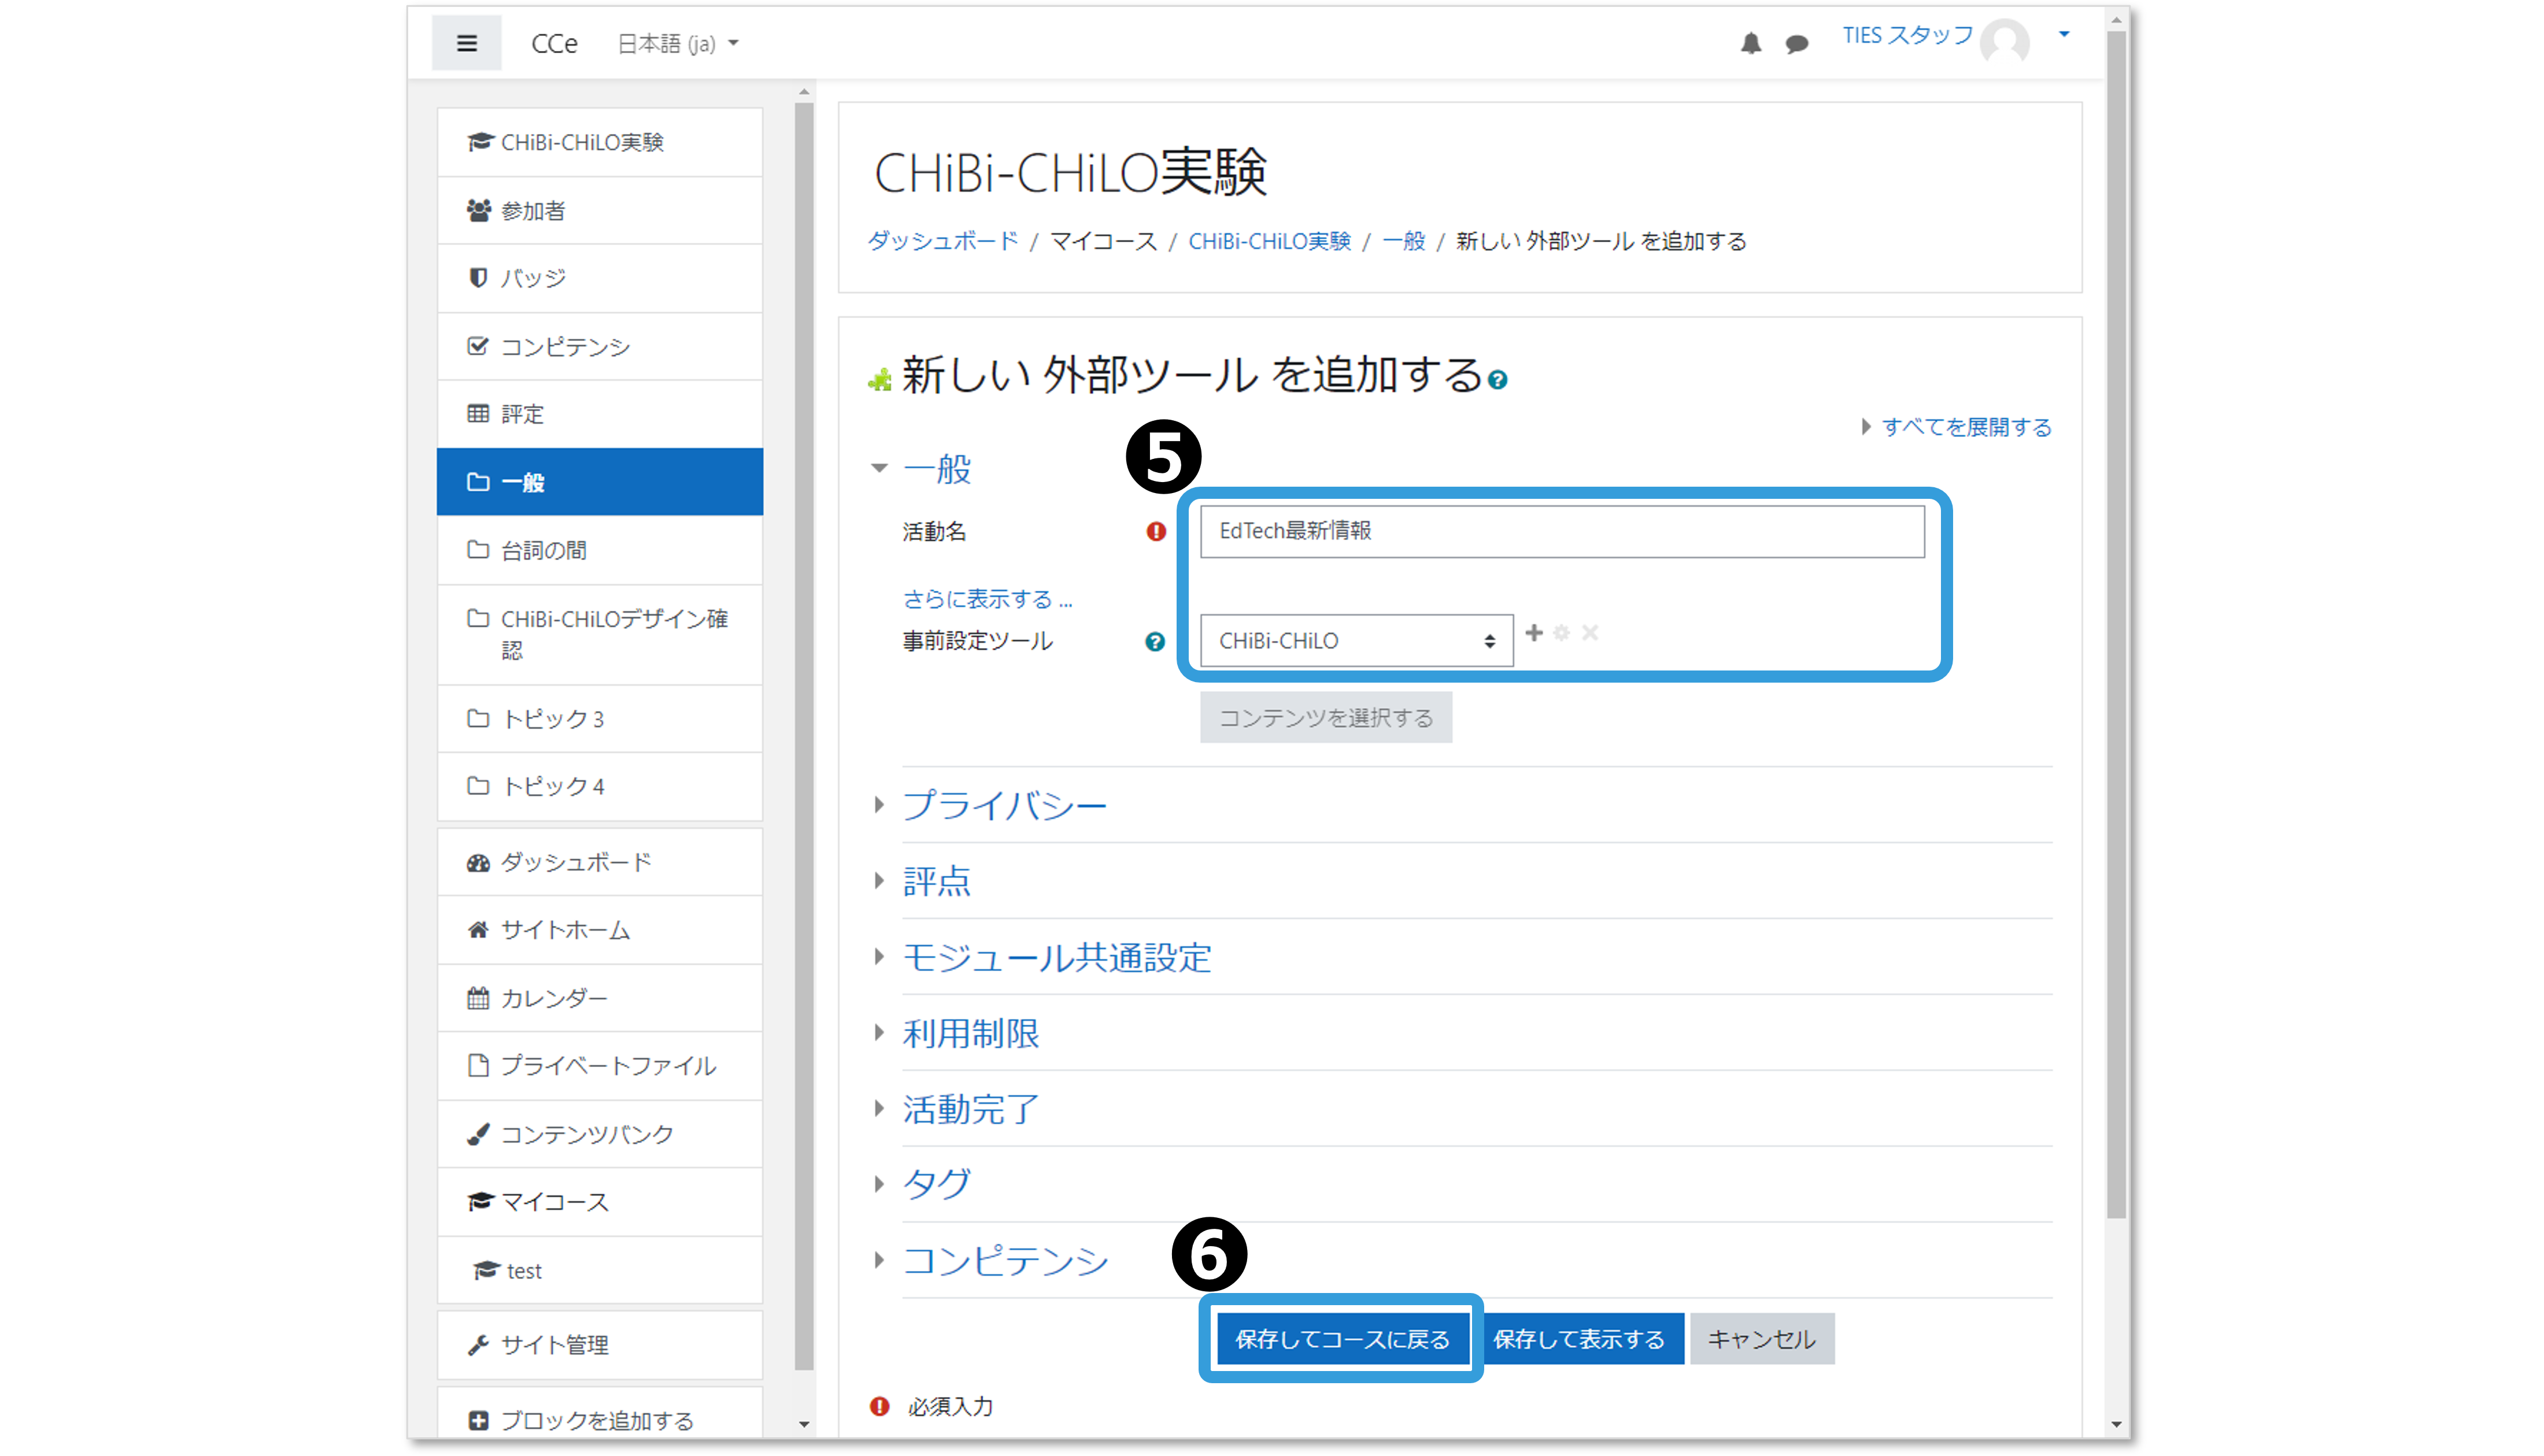 CCe 日本語 (ja)
TIES スタッフ
CHiBi-CHiLO実験
参加者
バッジ
コンピテンシ
評定
一般
台詞の間
CHiBi-CHiLOデザイン確
認
トピック 3
トピック 4
ダッシュボード
サイトホーム
カレンダー
プライベートファイル
コンテンツバンク
マイコース
test
サイト管理
ブロックを追加する
CHiBi-CHiLO実験
ダッシュボード / マイコース / CHiBi-CHiLO実験 / 一般 / 新しい 外部ツール を追加する
新しい 外部ツール を追加する
すべてを展開する
5
一般
活動名 EdTech最新情報
さらに表示する ...
事前設定ツール CHiBi-CHiLO
コンテンツを選択する
プライバシー
評点
モジュール共通設定
利用制限
活動完了
タグ
コンピテンシ
6
保存してコースに戻る 保存して表示する キャンセル
必須入力